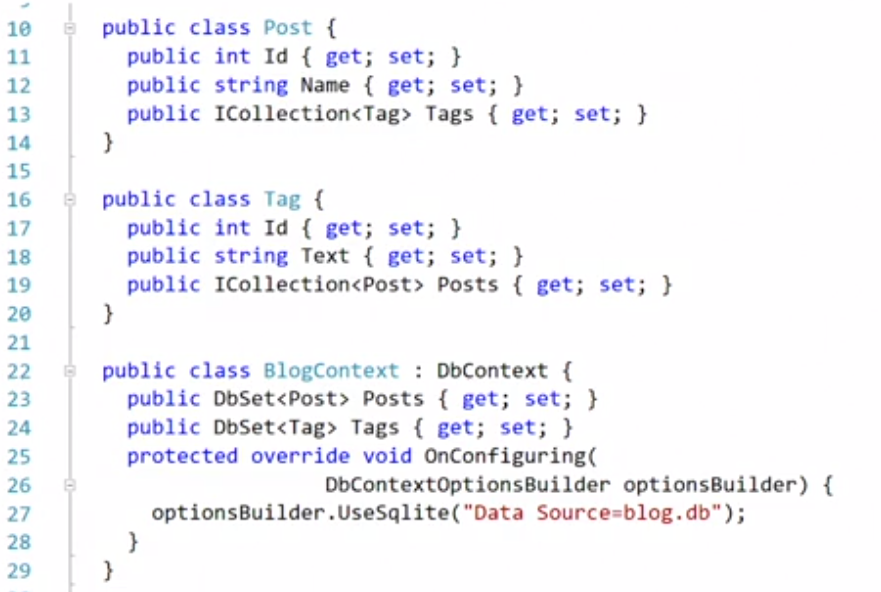 10 public class Post {
11 public int Id { get; set; }
12 public string Name { get; set; }
13 public ICollection<Tag> Tags { get; set; }
14 }
15
16 public class Tag {
17 public int Id { get; set; }
18 public string Text { get; set; }
19 public ICollection<Post> Posts { get; set; }
20 }
21
22 public class BlogContext : DbContext {
23 public DbSet<Post> Posts { get; set; }
24 public DbSet<Tag> Tags { get; set; }
25 protected override void OnConfiguring(
26 DbContextOptionsBuilder optionsBuilder) {
27 optionsBuilder.UseSqlite("Data Source=blog.db");
28 }
29 }